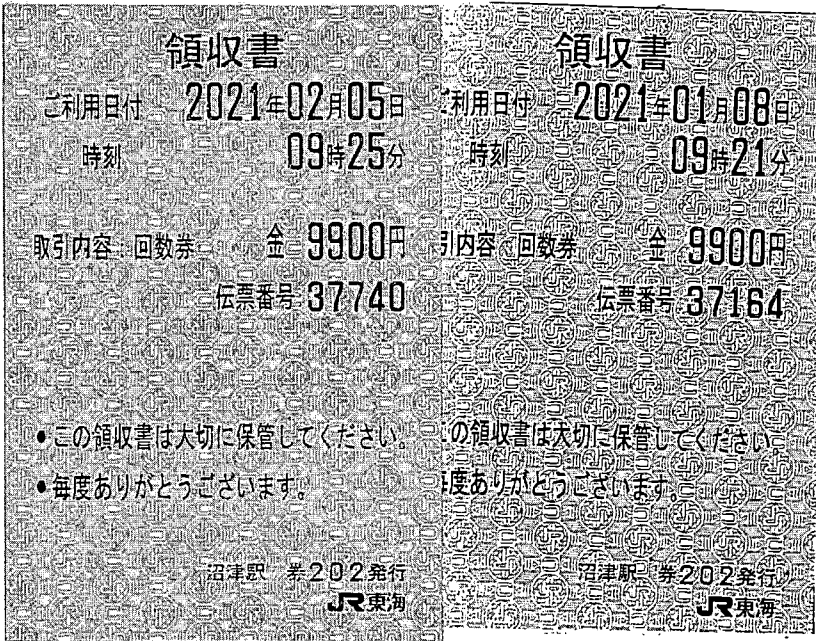 領収書
ご利用日付 2021年02月05日
時刻 09時25分
取引内容：回数券 金 9900円
伝票番号 37740
•この領収書は大切に保管してください。
•毎度ありがとうございます。
沼津駅 券202発行
JR東海
領収書
ご利用日付 2021年01月08日
時刻 09時21分
引内容：回数券 金 9900円
伝票番号 37164
この領収書は大切に保管してください。
毎度ありがとうございます。
沼津駅 券202発行
JR東海